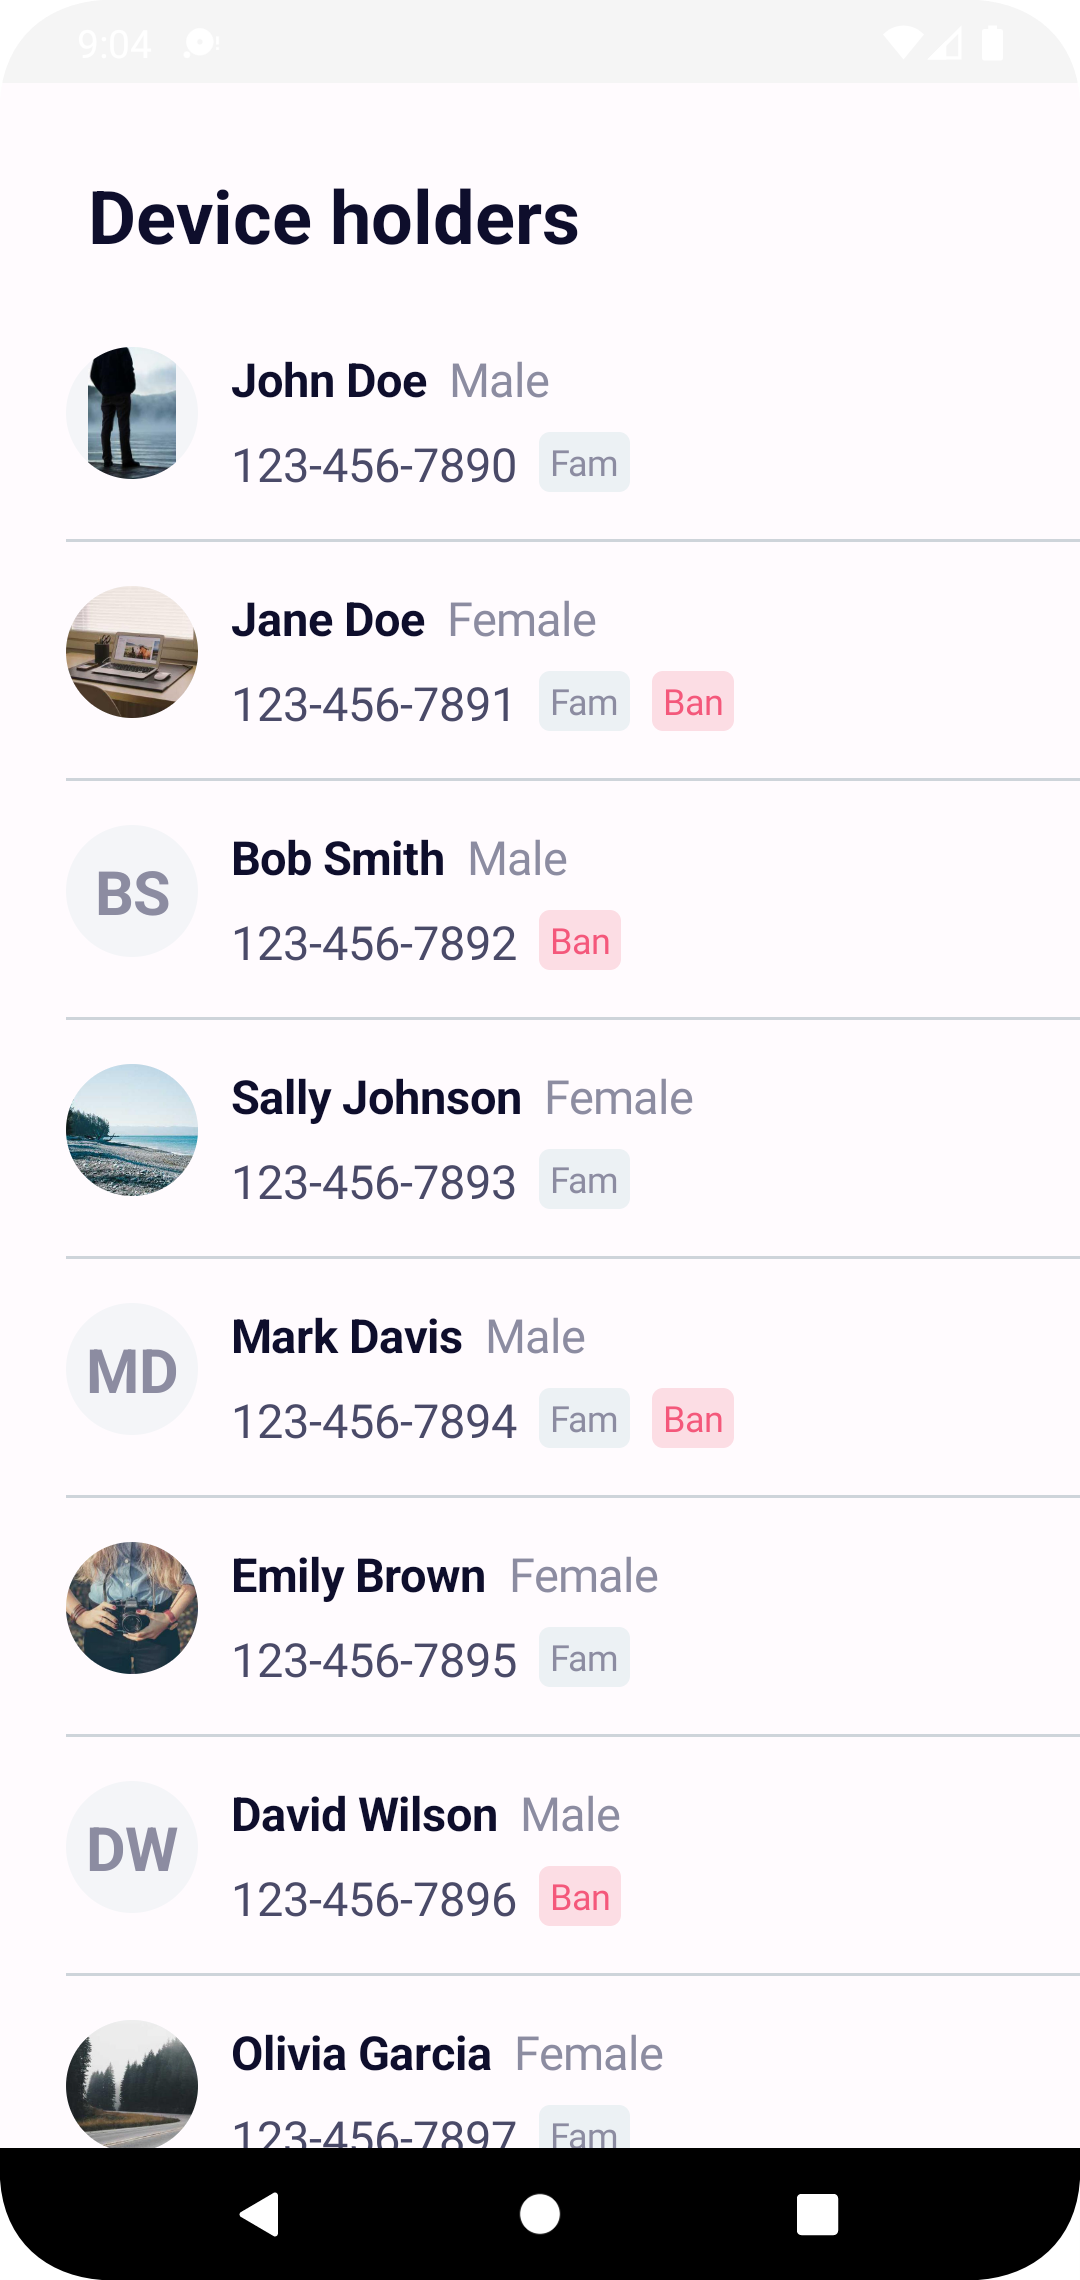 9:04
Device holders
John Doe Male
123-456-7890 Fam
Jane Doe Female
123-456-7891 Fam Ban
BS
Bob Smith Male
123-456-7892 Ban
Sally Johnson Female
123-456-7893 Fam
MD
Mark Davis Male
123-456-7894 Fam Ban
Emily Brown Female
123-456-7895 Fam
DW
David Wilson Male
123-456-7896 Ban
Olivia Garcia Female
123-456-7897 Fam